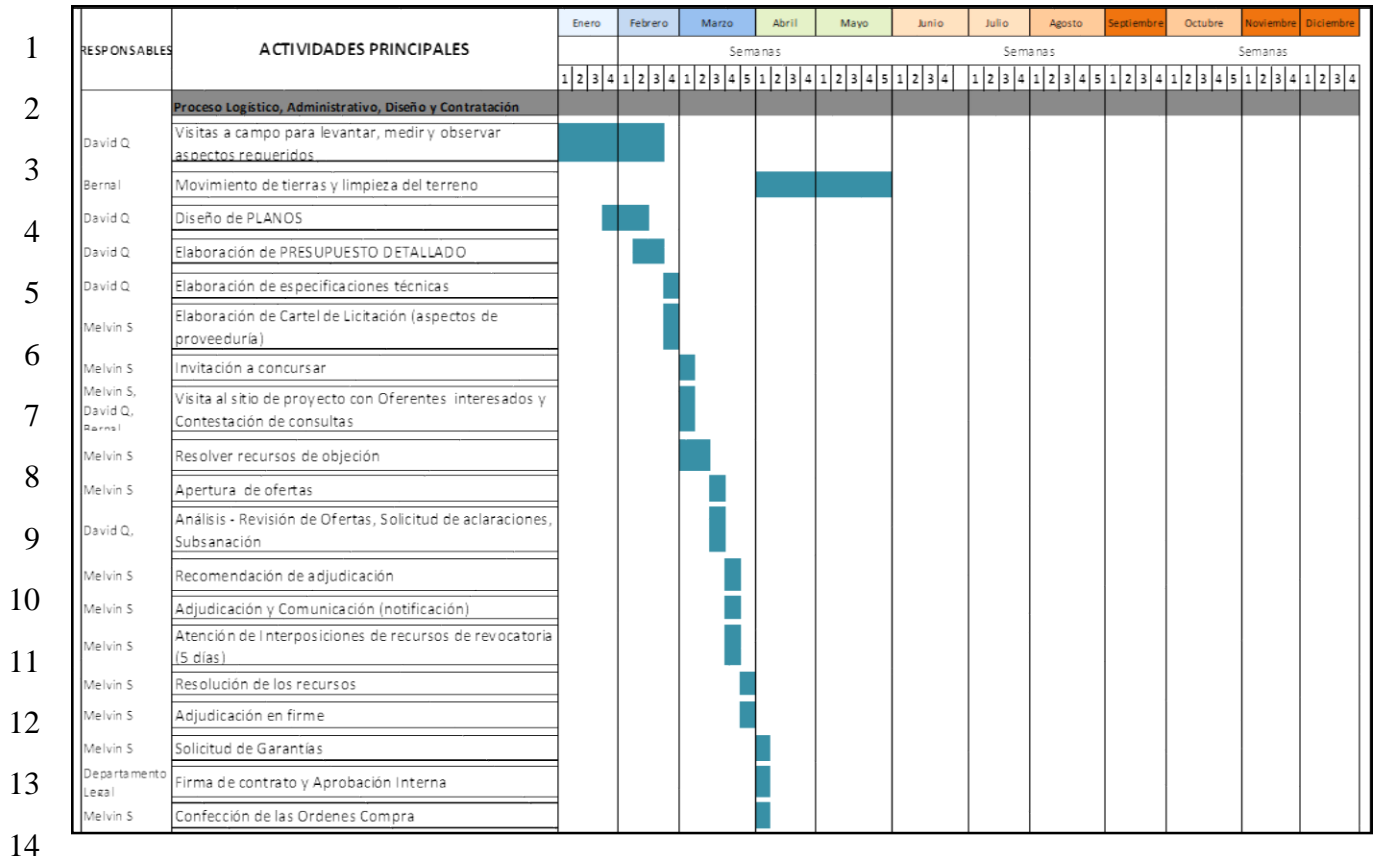 Enero Febrero Marzo Abril Mayo Junio Julio Agosto Septiembre Octubre Noviembre Diciembre
1
RESPONSABLES ACTIVIDADES PRINCIPALES Semanas Semanas Semanas
1 2 3 4 1 2 3 4 1 2 3 4 5 1 2 3 4 1 2 3 4 5 1 2 3 4 1 2 3 4 1 2 3 4 5 1 2 3 4 1 2 3 4 5 1 2 3 4 1 2 3 4
2
Proceso Logístico, Administrativo, Diseño y Contratación
David Q
Visitas a campo para levantar, medir y observar
aspectos requeridos
3
Bernal Movimiento de tierras y limpieza del terreno
David Q Diseño de PLANOS
4
David Q Elaboración de PRESUPUESTO DETALLADO
5
David Q Elaboración de especificaciones técnicas
Melvin S
Elaboración de Cartel de Licitación (aspectos de
proveeduría)
6
Melvin S Invitación a concursar
Melvin S,
David Q,
Bernal
7
Visita al sitio de proyecto con Oferentes interesados y
Contestación de consultas
Melvin S Resolver recursos de objeción
8
Melvin S Apertura de ofertas
9
David Q,
Análisis - Revisión de Ofertas, Solicitud de aclaraciones,
Subsanación
Melvin S Recomendación de adjudicación
10
Melvin S Adjudicación y Comunicación (notificación)
Melvin S
Atención de Interposiciones de recursos de revocatoria
(5 días)
11
Melvin S Resolución de los recursos
12
Melvin S Adjudicación en firme
Melvin S Solicitud de Garantías
13
Departamento
Legal
Firma de contrato y Aprobación Interna
Melvin S Confección de las Ordenes Compra
14